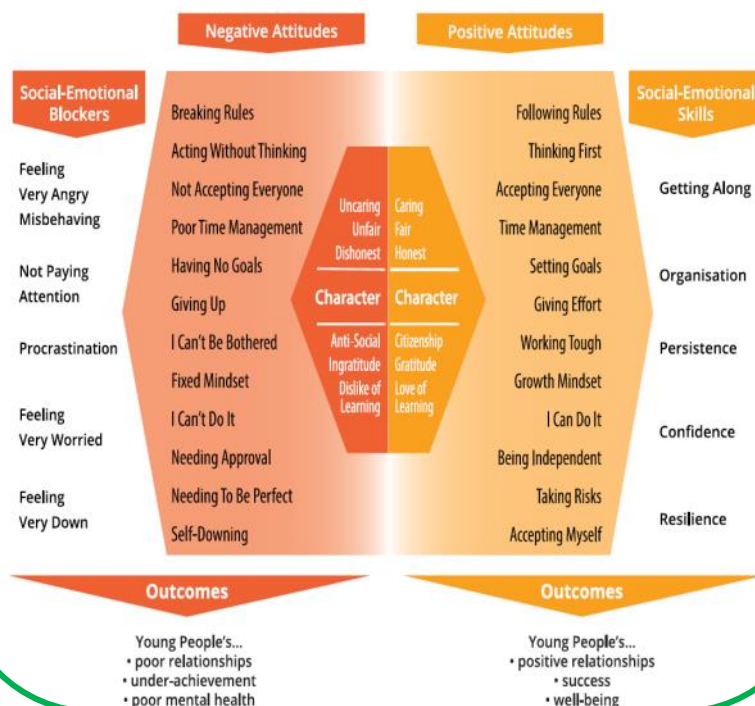 Negative Attitudes
Positive Attitudes
Social-Emotional
Blockers
Feeling
Very Angry
Misbehaving
Not Paying
Attention
Procrastination
Feeling
Very Worried
Feeling
Very Down
Breaking Rules
Acting Without Thinking
Not Accepting Everyone
Poor Time Management
Having No Goals
Giving Up
I Can't Be Bothered
Fixed Mindset
I Can't Do It
Needing Approval
Needing To Be Perfect
Self-Downing
Uncaring
Unfair
Dishonest
Character
Anti-Social
Ingratitude
Dislike of
Learning
Caring
Fair
Honest
Character
Citizenship
Gratitude
Love of
Learning
Following Rules
Thinking First
Accepting Everyone
Time Management
Setting Goals
Giving Effort
Working Tough
Growth Mindset
I Can Do It
Being Independent
Taking Risks
Accepting Myself
Social-Emotional
Skills
Getting Along
Organisation
Persistence
Confidence
Resilience
Outcomes
Young People's...
• poor relationships
• under-achievement
• poor mental health
Outcomes
Young People's...
• positive relationships
• success
• well-being